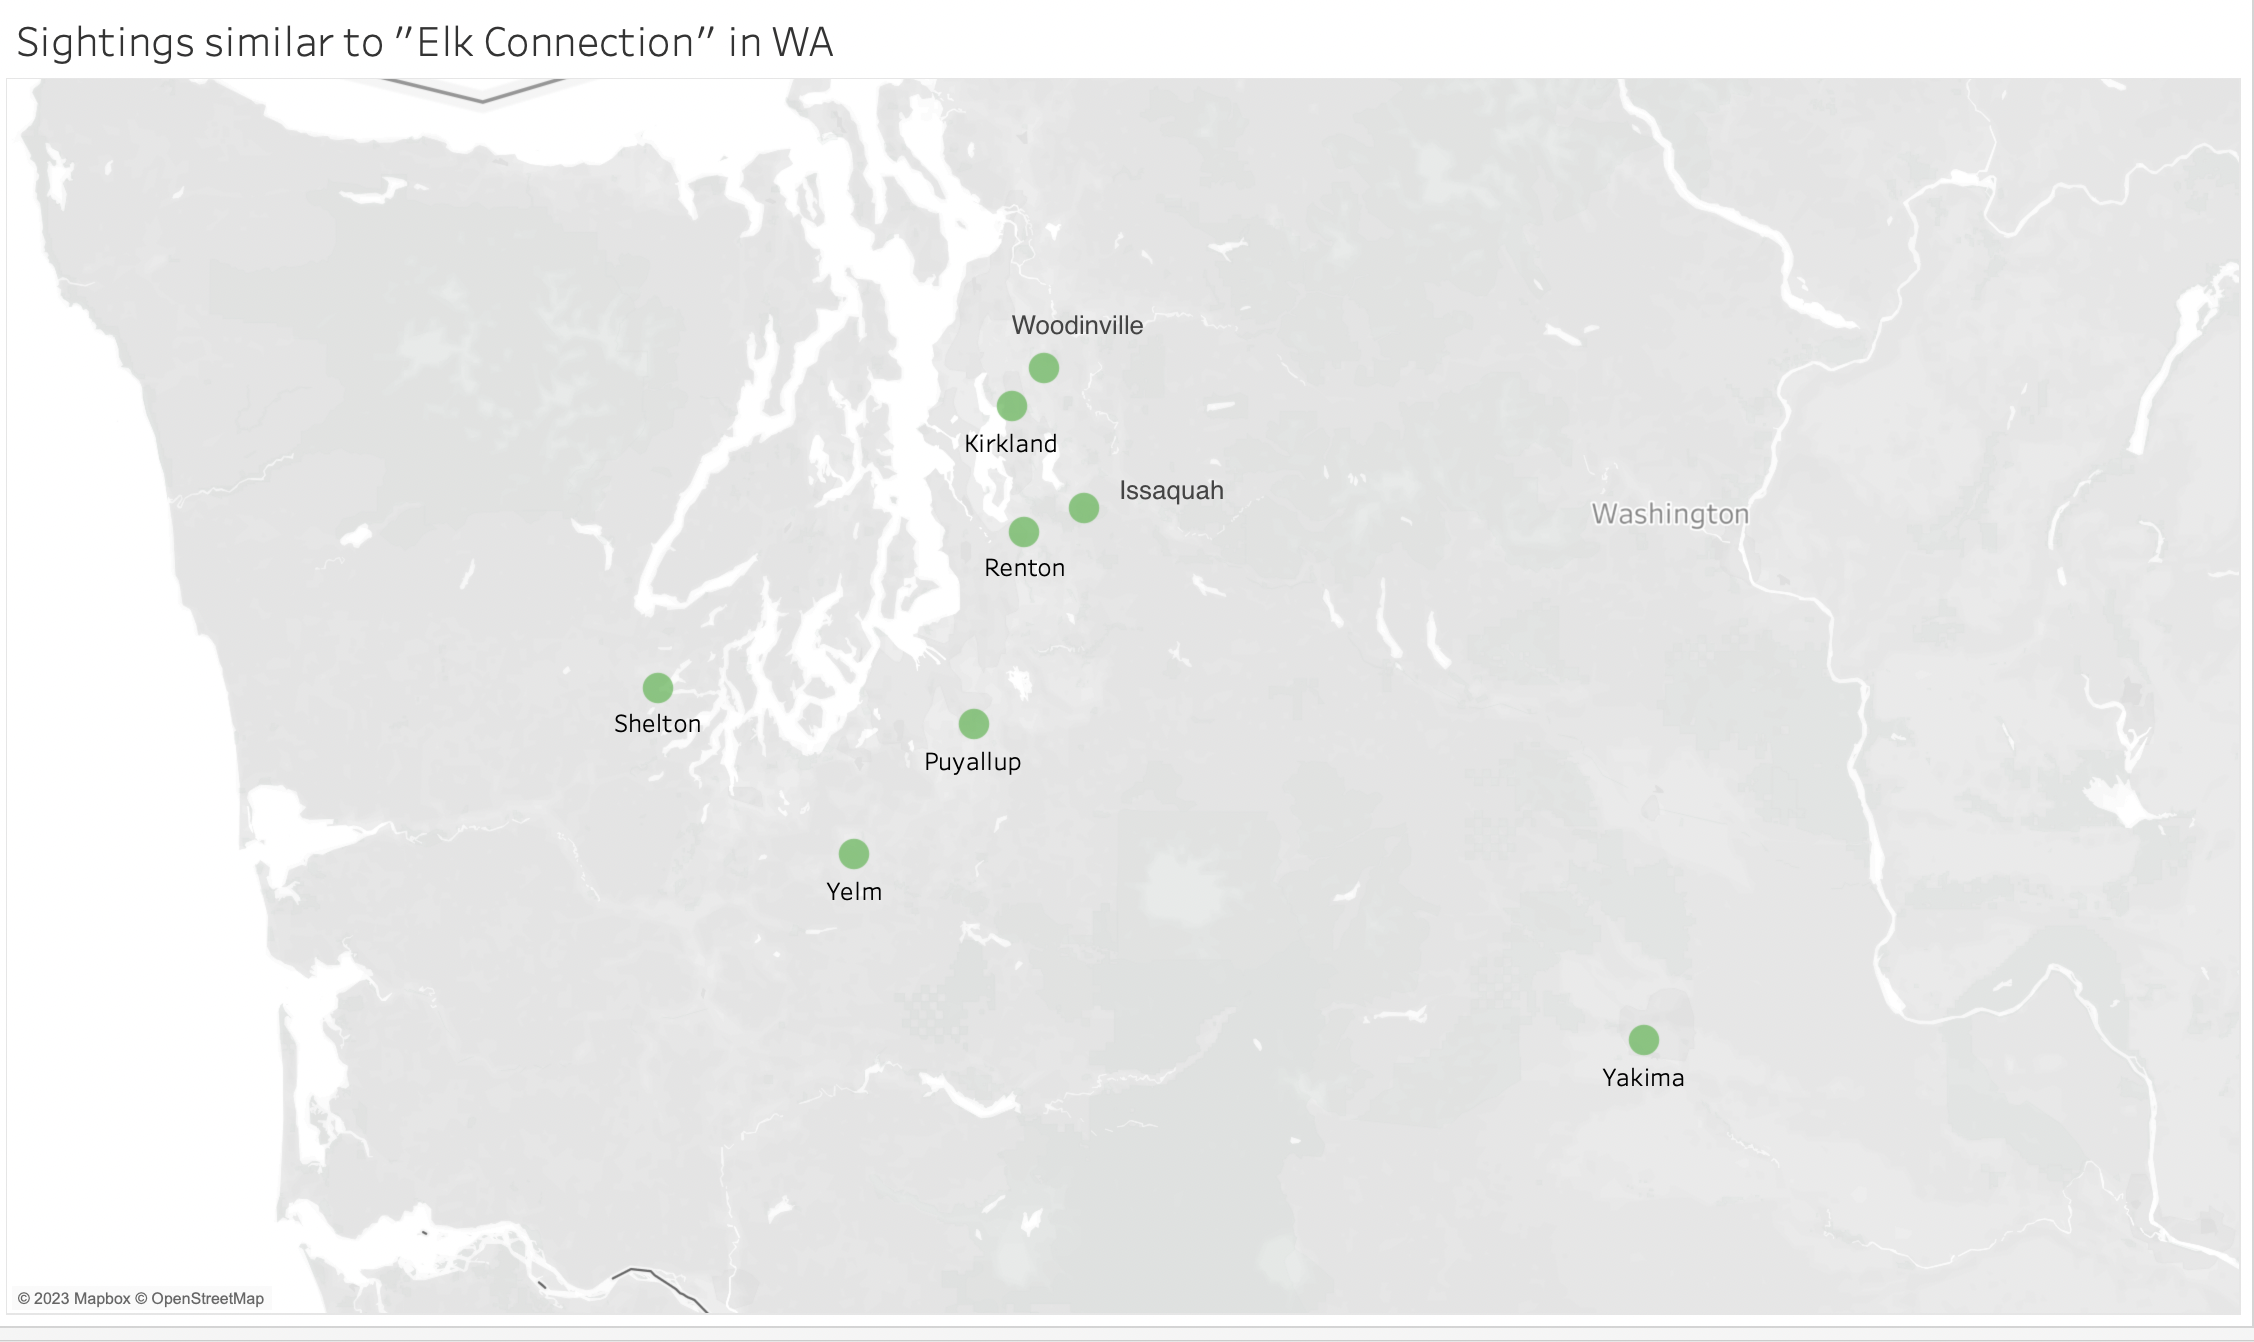 Sightings similar to "Elk Connection" in WA
Woodinville
Kirkland
Issaquah
Washington
Renton
Shelton
Puyallup
Yelm
Yakima
© 2023 Mapbox © OpenStreetMap